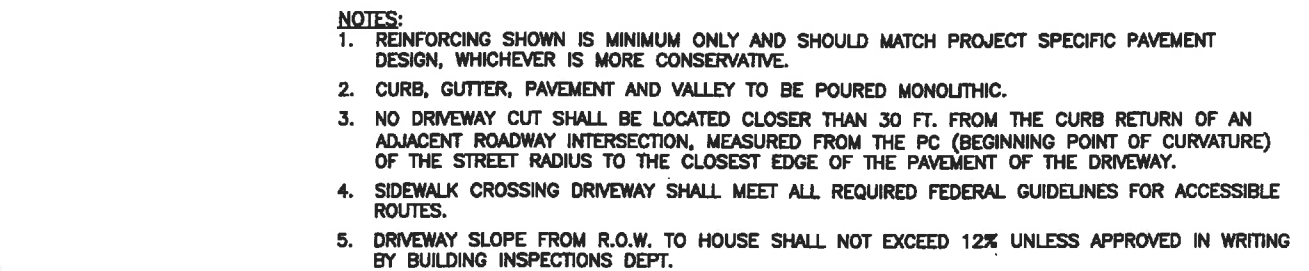 NOTES:
1. REINFORCING SHOWN IS MINIMUM ONLY AND SHOULD MATCH PROJECT SPECIFIC PAVEMENT
DESIGN, WHICHEVER IS MORE CONSERVATIVE.
2. CURB, GUTTER, PAVEMENT AND VALLEY TO BE POURED MONOLITHIC.
3. NO DRIVEWAY CUT SHALL BE LOCATED CLOSER THAN 30 FT. FROM THE CURB RETURN OF AN
ADJACENT ROADWAY INTERSECTION, MEASURED FROM THE PC (BEGINNING POINT OF CURVATURE)
OF THE STREET RADIUS TO THE CLOSEST EDGE OF THE PAVEMENT OF THE DRIVEWAY.
4. SIDEWALK CROSSING DRIVEWAY SHALL MEET ALL REQUIRED FEDERAL GUIDELINES FOR ACCESSIBLE
ROUTES.
5. DRIVEWAY SLOPE FROM R.O.W. TO HOUSE SHALL NOT EXCEED 12% UNLESS APPROVED IN WRITING
BY BUILDING INSPECTIONS DEPT.